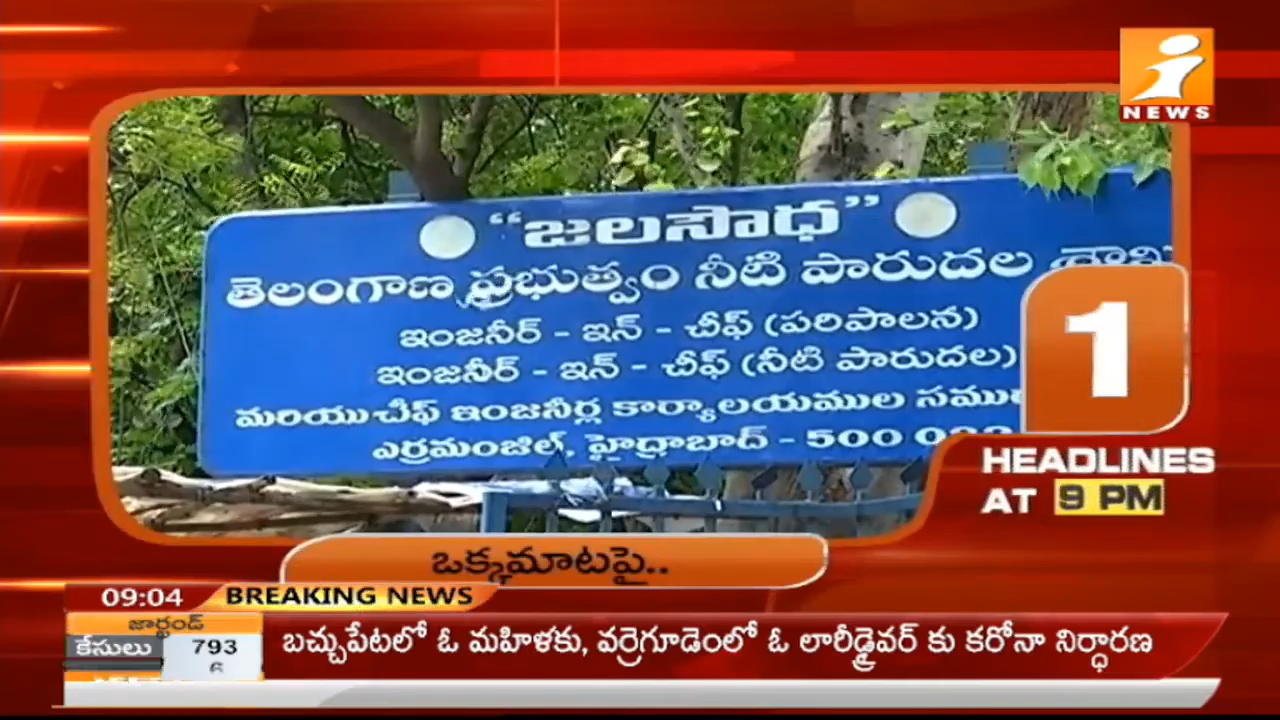 i
NEWS
“జలసౌధ”
తెలంగాణ ప్రభుత్వం నీటి పారుదల
ఇంజనీర్ - ఇన్ - చీఫ్ (పరిపాలన)
ఇంజనీర్ - ఇన్ - చీఫ్ (నీటి పారుదల)
మరియు చీఫ్ ఇంజనీర్ల కార్యాలయముల
ఎర్రమంజిల్, హైద్రాబాద్ - 500
1
HEADLINES
AT 9 PM
ఒక్కమాటపై..
09:04 BREAKING NEWS
జార్ఖండ్
కేసులు 793
6
బచ్చుపేటలో ఓ మహిళకు, వర్రెగూడెంలో ఓ లారీడ్రైవర్ కు కరోనా నిర్ధారణ